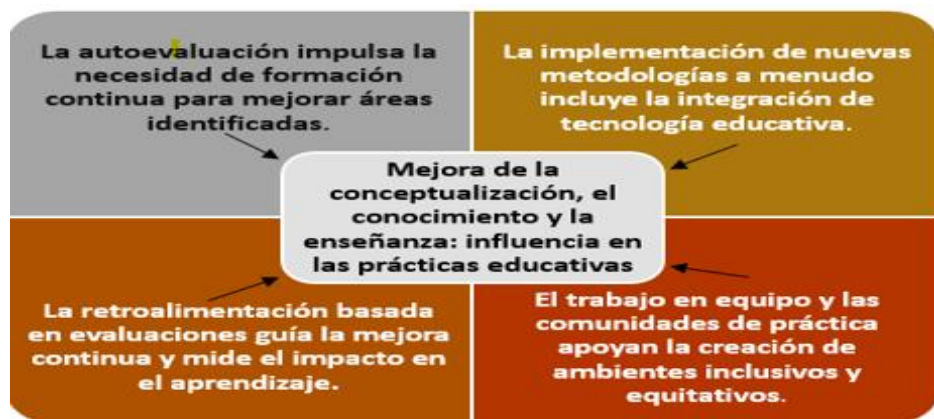 La autoevaluación impulsa la
necesidad de formación
continua para mejorar áreas
identificadas.
La implementación de nuevas
metodologías a menudo
incluye la integración de
tecnología educativa.
Mejora de la
conceptualización, el
conocimiento y la
enseñanza: influencia en
las prácticas educativas
La retroalimentación basada
en evaluaciones guía la mejora
continua y mide el impacto en
el aprendizaje.
El trabajo en equipo y las
comunidades de práctica
apoyan la creación de
ambientes inclusivos y
equitativos.